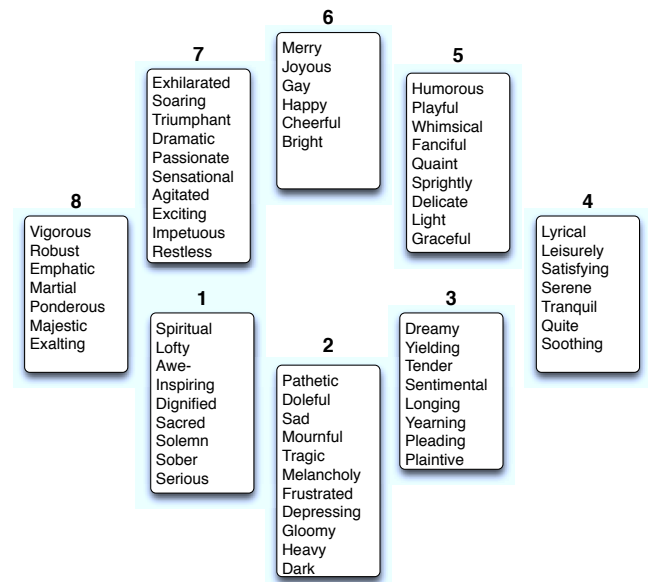 6
Merry
Joyous
Gay
Happy
Cheerful
Bright
7
Exhilarated
Soaring
Triumphant
Dramatic
Passionate
Sensational
Agitated
Exciting
Impetuous
Restless
5
Humorous
Playful
Whimsical
Fanciful
Quaint
Sprightly
Delicate
Light
Graceful
8
Vigorous
Robust
Emphatic
Martial
Ponderous
Majestic
Exalting
4
Lyrical
Leisurely
Satisfying
Serene
Tranquil
Quite
Soothing
1
Spiritual
Lofty
Awe-
Inspiring
Dignified
Sacred
Solemn
Sober
Serious
3
Dreamy
Yielding
Tender
Sentimental
Longing
Yearning
Pleading
Plaintive
2
Pathetic
Doleful
Sad
Mournful
Tragic
Melancholy
Frustrated
Depressing
Gloomy
Heavy
Dark